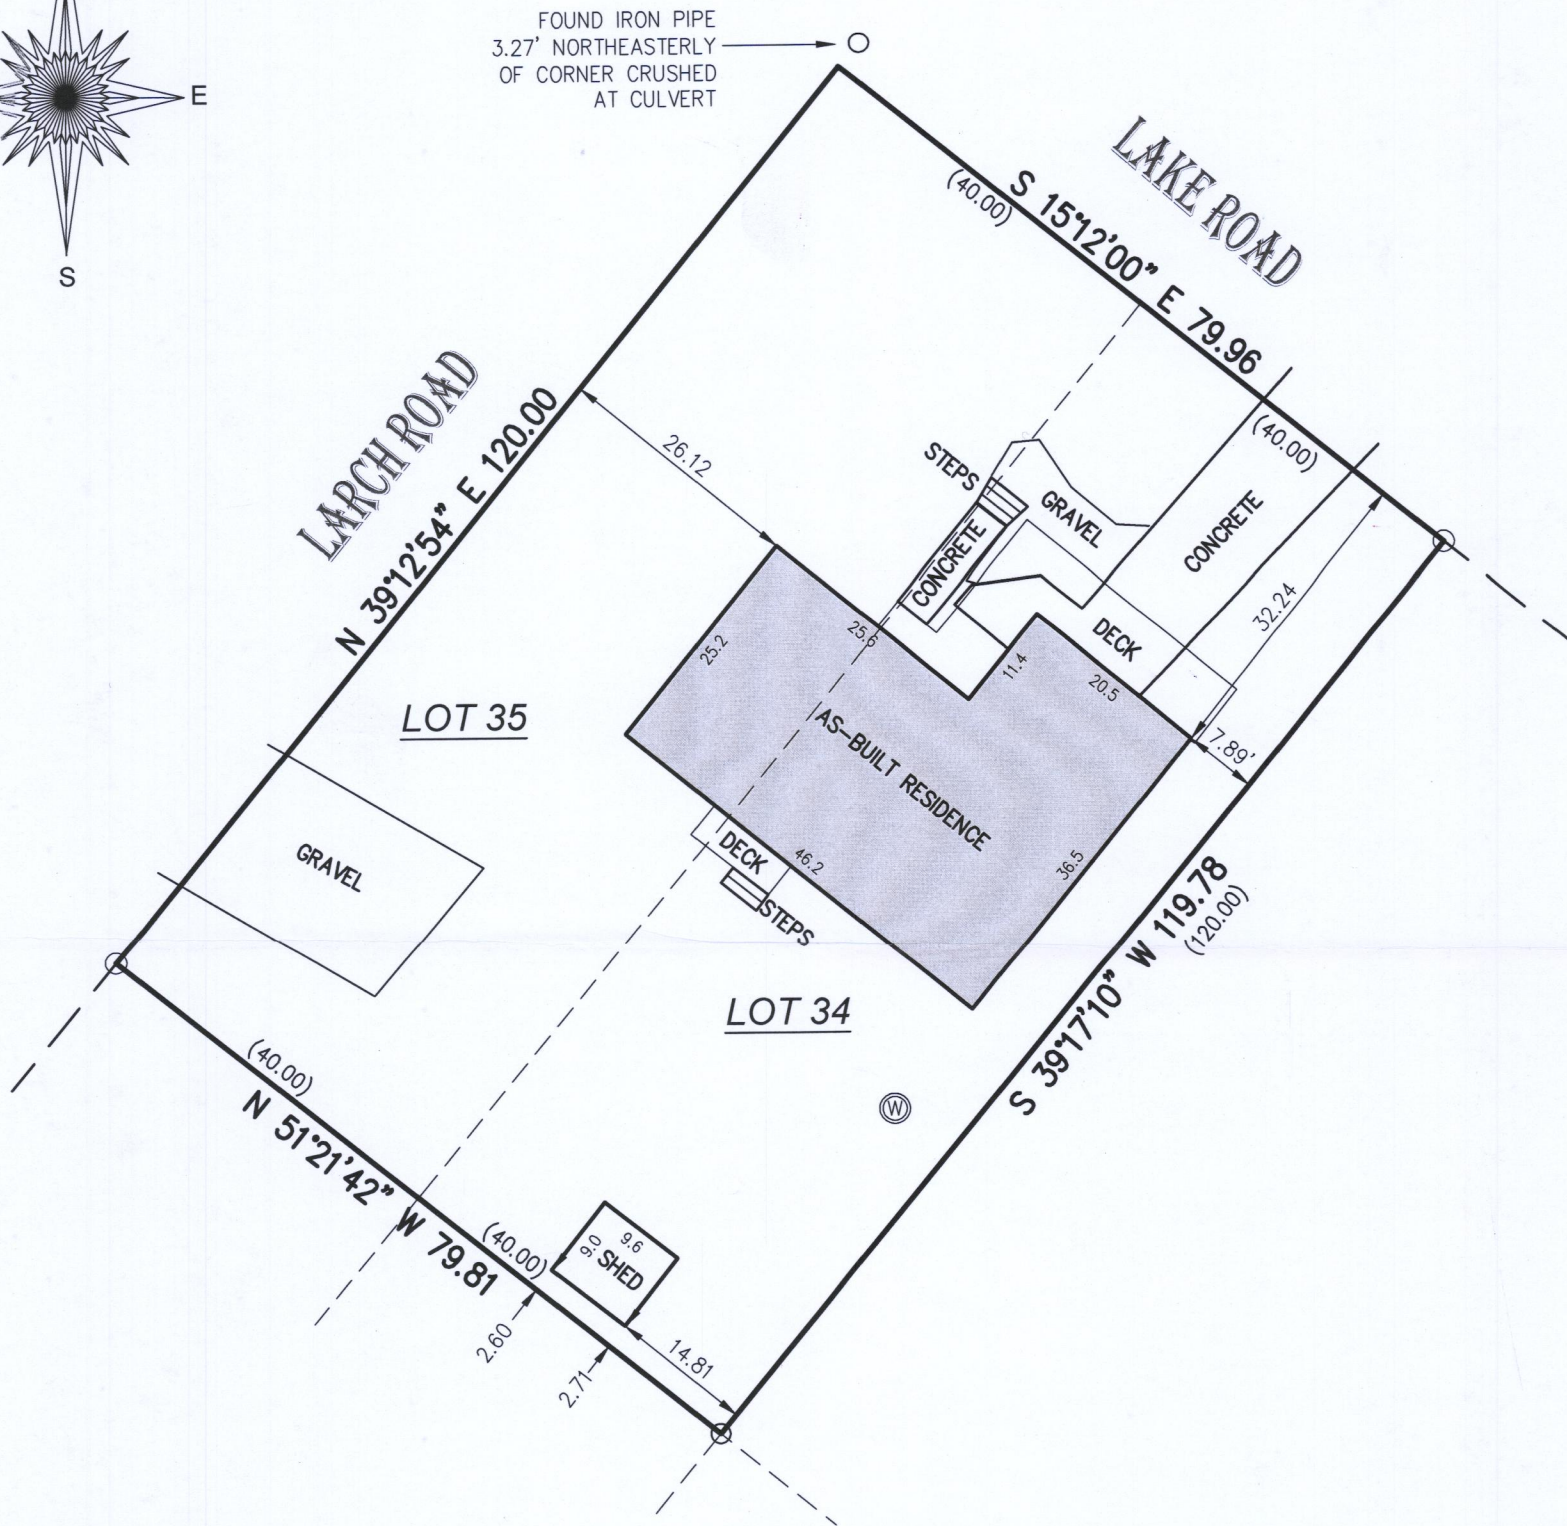 FOUND IRON PIPE
3.27' NORTHEASTERLY
OF CORNER CRUSHED
AT CULVERT
E
S
LAKE ROAD
S 15°12'00" E 79.96
(40.00)
(40.00)
LARCH ROAD
N 39°12'54" E 120.00
26.12
STEPS
GRAVEL
CONCRETE
CONCRETE
32.24
DECK
25.2
25.6
11.4
20.5
7.89'
LOT 35
AS-BUILT RESIDENCE
GRAVEL
DECK
46.2
36.5
STEPS
S 39°17'10" W 119.78
(120.00)
LOT 34
W
(40.00)
N 51°21'42" W 79.81
(40.00)
9.0
9.6
SHED
2.60
2.71
14.81